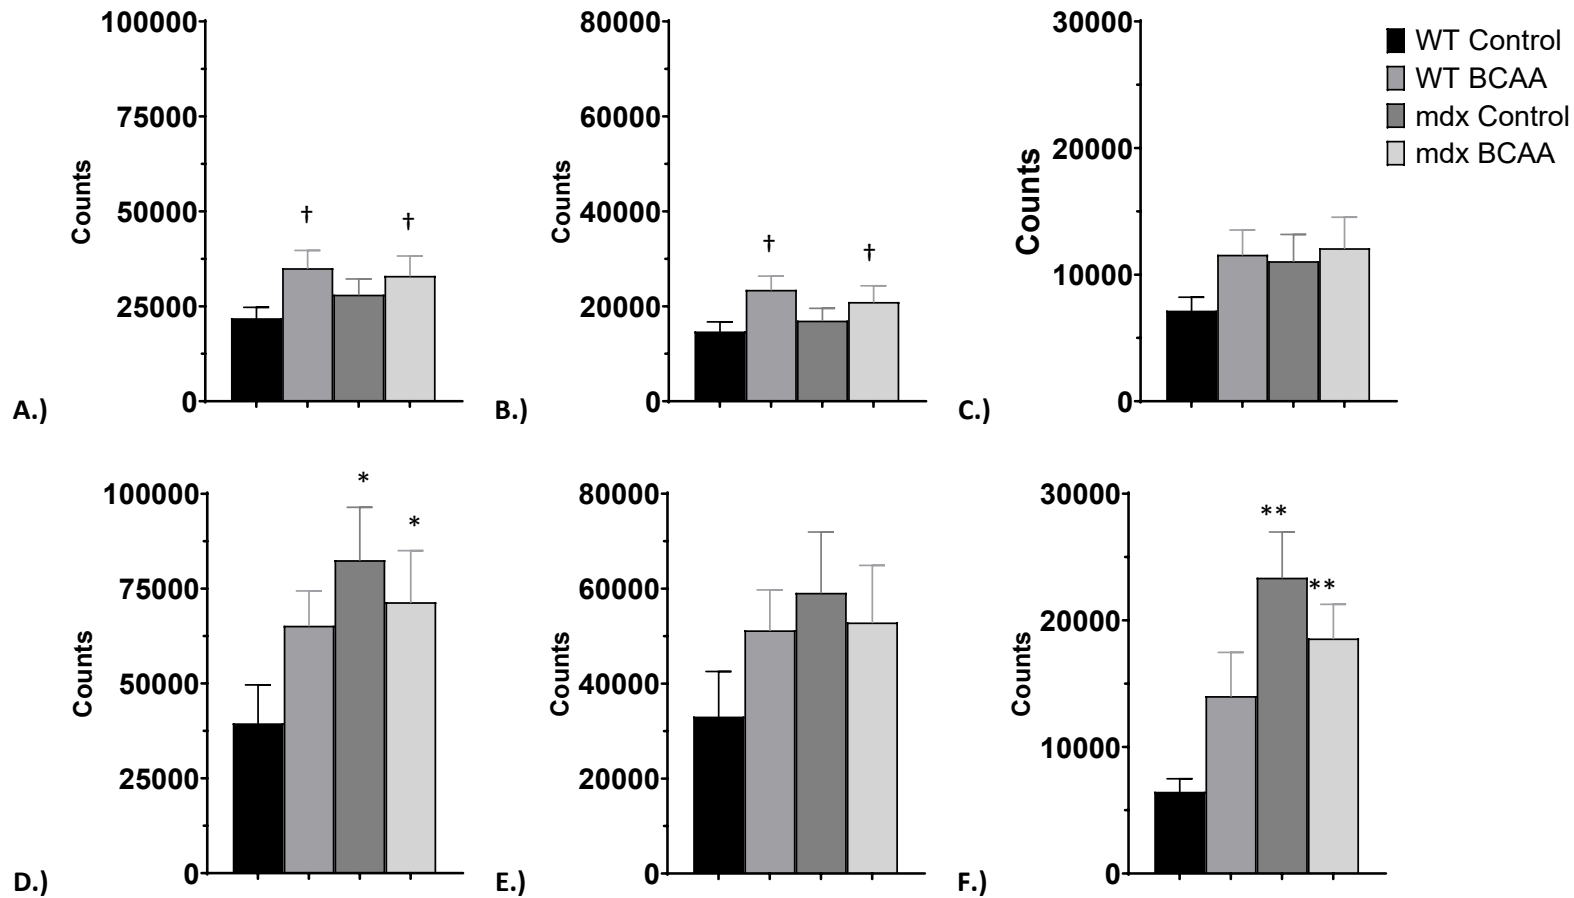 100000
75000
50000
25000
0
Counts
†
†
A.)
80000
60000
40000
20000
0
Counts
†
†
B.)
30000
20000
10000
0
Counts
C.)
WT Control
WT BCAA
mdx Control
mdx BCAA
100000
75000
50000
25000
0
Counts
*
*
D.)
80000
60000
40000
20000
0
Counts
E.)
30000
20000
10000
0
Counts
**
**
F.)